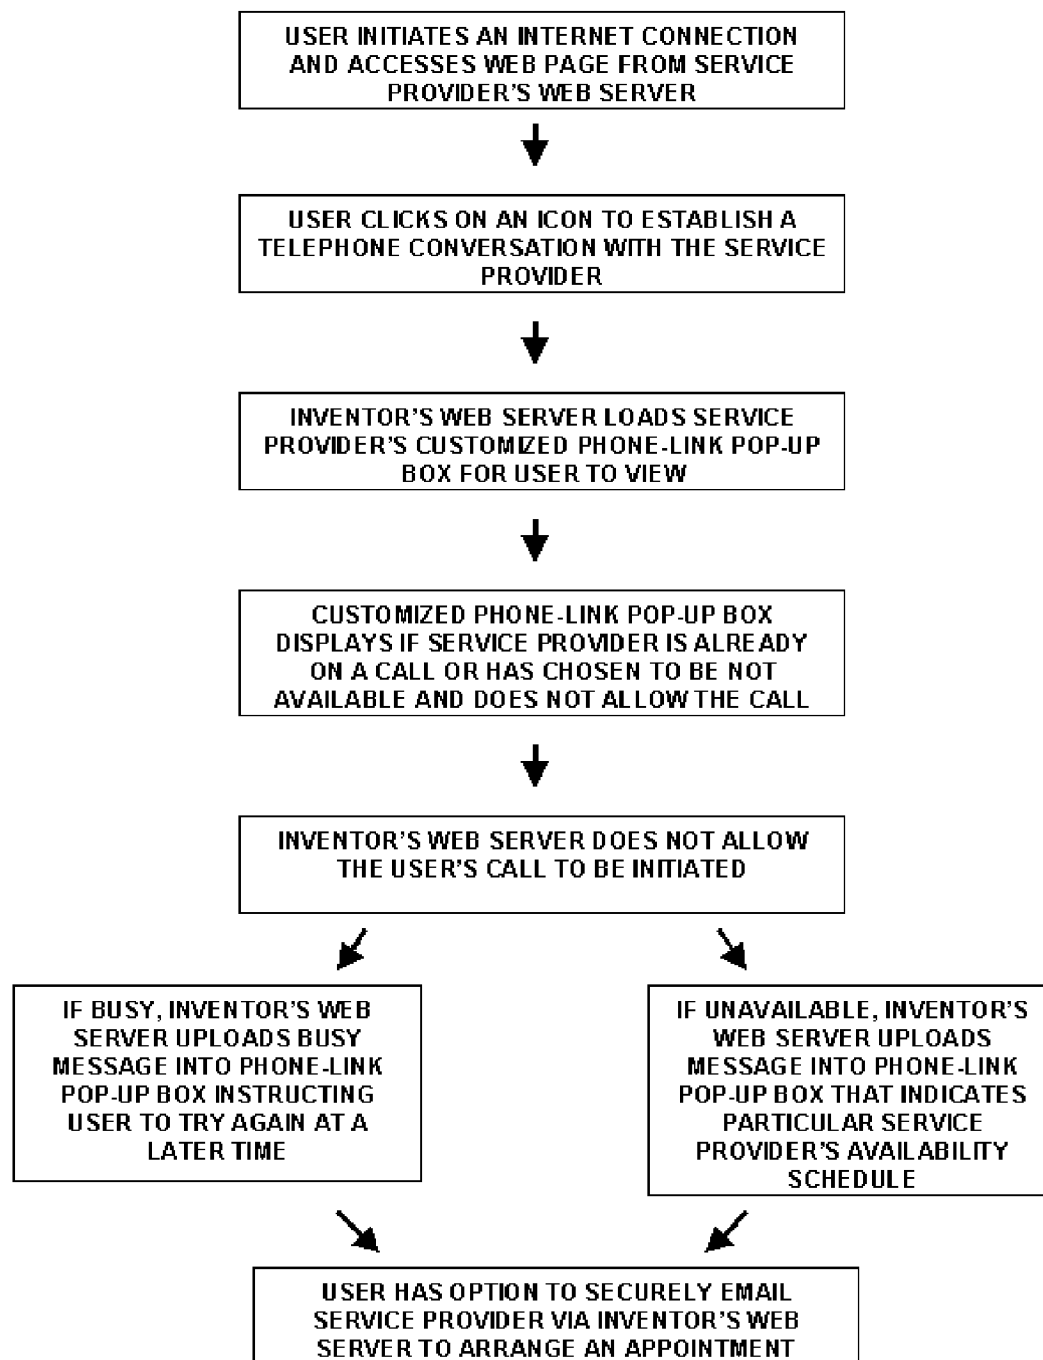 USER INITIATES AN INTERNET CONNECTION
AND ACCESSES WEB PAGE FROM SERVICE
PROVIDER'S WEB SERVER
USER CLICKS ON AN ICON TO ESTABLISH A
TELEPHONE CONVERSATION WITH THE SERVICE
PROVIDER
INVENTOR'S WEB SERVER LOADS SERVICE
PROVIDER'S CUSTOMIZED PHONE-LINK POP-UP
BOX FOR USER TO VIEW
CUSTOMIZED PHONE-LINK POP-UP BOX
DISPLAYS IF SERVICE PROVIDER IS ALREADY
ON A CALL OR HAS CHOSEN TO BE NOT
AVAILABLE AND DOES NOT ALLOW THE CALL
INVENTOR'S WEB SERVER DOES NOT ALLOW
THE USER'S CALL TO BE INITIATED
IF BUSY, INVENTOR'S WEB
SERVER UPLOADS BUSY
MESSAGE INTO PHONE-LINK
POP-UP BOX INSTRUCTING
USER TO TRY AGAIN AT A
LATER TIME
IF UNAVAILABLE, INVENTOR'S
WEB SERVER UPLOADS
MESSAGE INTO PHONE-LINK
POP-UP BOX THAT INDICATES
PARTICULAR SERVICE
PROVIDER'S AVAILABILITY
SCHEDULE
USER HAS OPTION TO SECURELY EMAIL
SERVICE PROVIDER VIA INVENTOR'S WEB
SERVER TO ARRANGE AN APPOINTMENT